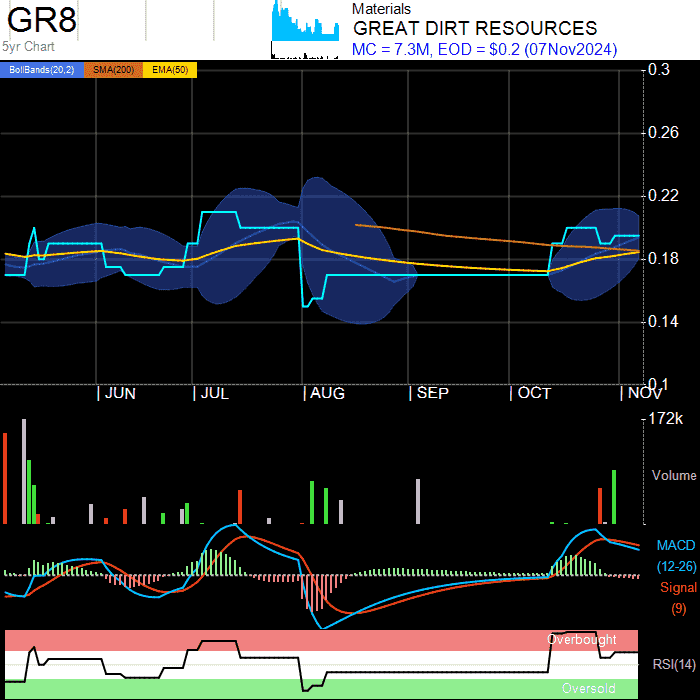 GR8
5yr Chart
Materials
GREAT DIRT RESOURCES
MC = 7.3M, EOD = $0.2 (07Nov2024)
BollBands(20,2) SMA(200) EMA(50)
0.3
0.26
0.22
0.18
0.14
0.1
JUN JUL AUG SEP OCT NOV
172k
Volume
MACD
(12-26)
Signal
(9)
Overbought
RSI(14)
Oversold